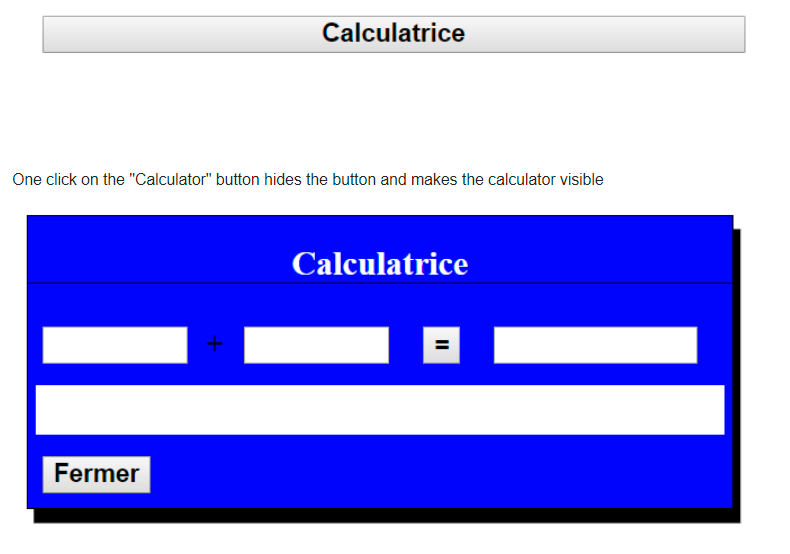 Calculatrice
One click on the "Calculator" button hides the button and makes the calculator visible
Calculatrice
+ =
Fermer